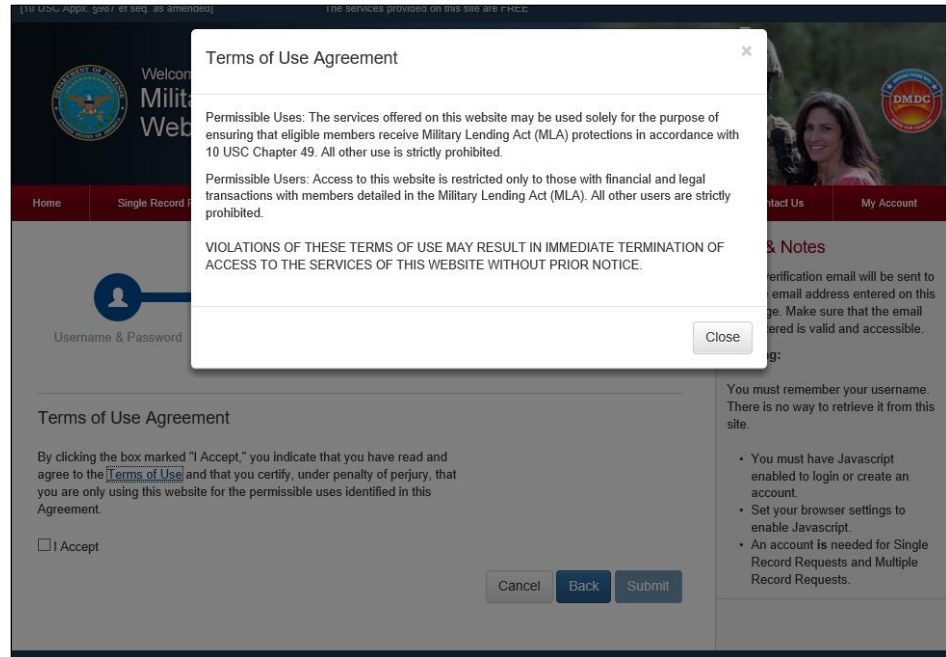 [10 USC Appx. §987 et seq. as amended]
The services provided on this site are FREE
DEPARTMENT OF DEFENSE
UNITED STATES OF AMERICA
Welcon
Milita
Web
DMDC
Terms of Use Agreement
×
Permissible Uses: The services offered on this website may be used solely for the purpose of
ensuring that eligible members receive Military Lending Act (MLA) protections in accordance with
10 USC Chapter 49. All other use is strictly prohibited.
Permissible Users: Access to this website is restricted only to those with financial and legal
transactions with members detailed in the Military Lending Act (MLA). All other users are strictly
prohibited.
VIOLATIONS OF THESE TERMS OF USE MAY RESULT IN IMMEDIATE TERMINATION OF
ACCESS TO THE SERVICES OF THIS WEBSITE WITHOUT PRIOR NOTICE.
Close
Home
Single Record R
ntact Us
My Account
Username & Password
Terms of Use Agreement
By clicking the box marked "I Accept," you indicate that you have read and
agree to the Terms of Use and that you certify, under penalty of perjury, that
you are only using this website for the permissible uses identified in this
Agreement.
I Accept
Cancel
Back
Submit
& Notes
verification email will be sent to
email address entered on this
ge. Make sure that the email
ered is valid and accessible.
g:
You must remember your username.
There is no way to retrieve it from this
site.
• You must have Javascript
enabled to login or create an
account.
• Set your browser settings to
enable Javascript.
• An account is needed for Single
Record Requests and Multiple
Record Requests.